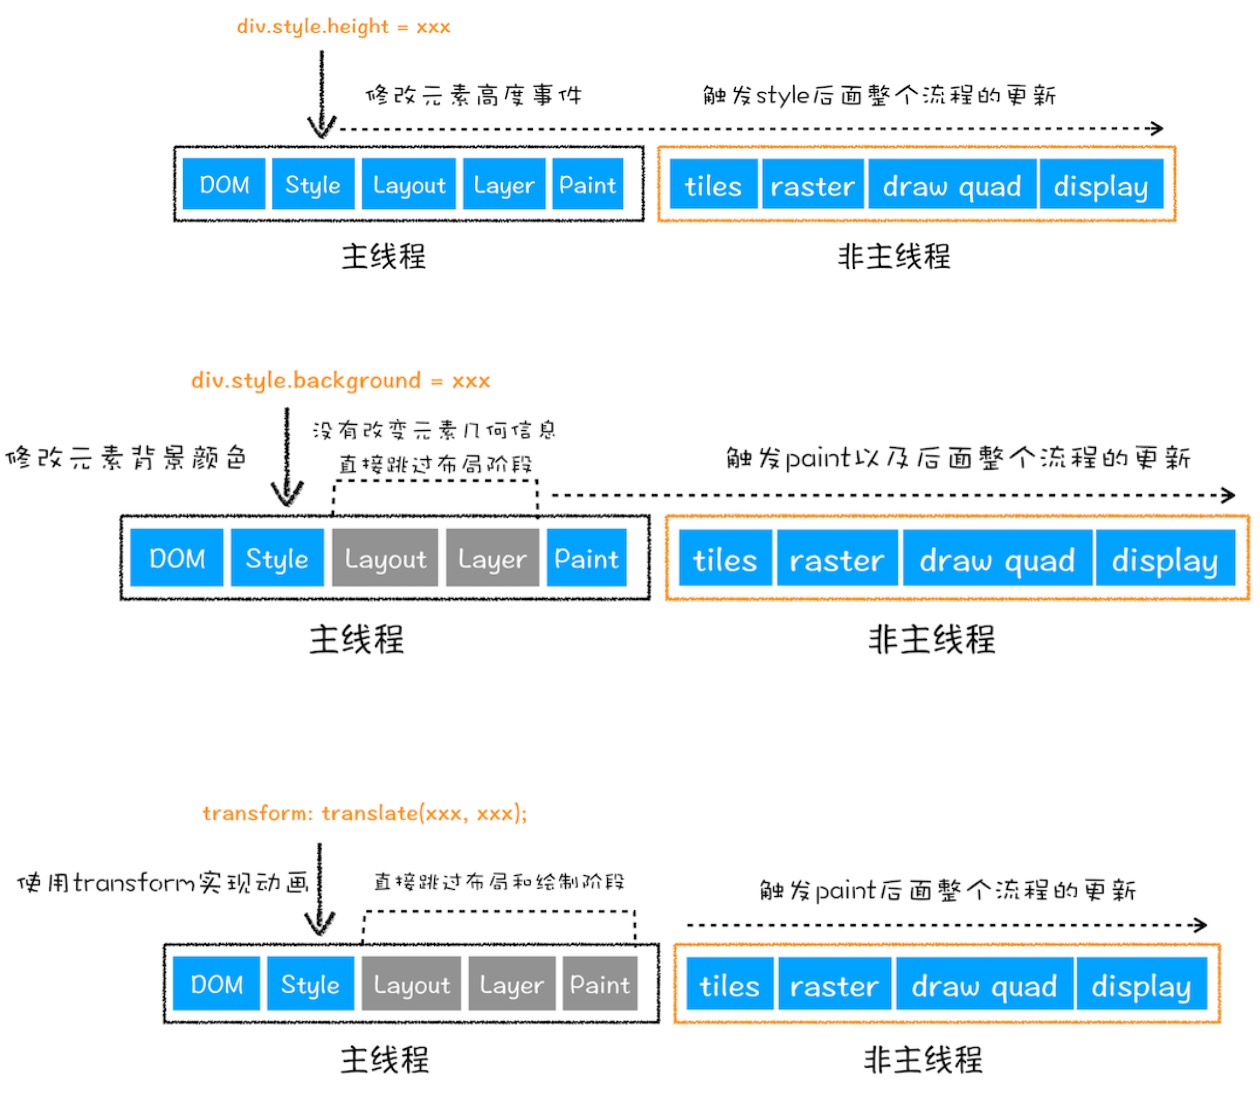 div.style.height = xxx
修改元素高度事件
触发style后面整个流程的更新
DOM Style Layout Layer Paint tiles raster draw quad display
主线程 非主线程
div.style.background = xxx
修改元素背景颜色
没有改变元素几何信息
直接跳过布局阶段
触发paint以及后面整个流程的更新
DOM Style Layout Layer Paint tiles raster draw quad display
主线程 非主线程
transform: translate(xxx, xxx);
使用transform实现动画
直接跳过布局和绘制阶段
触发paint后面整个流程的更新
DOM Style Layout Layer Paint tiles raster draw quad display
主线程 非主线程